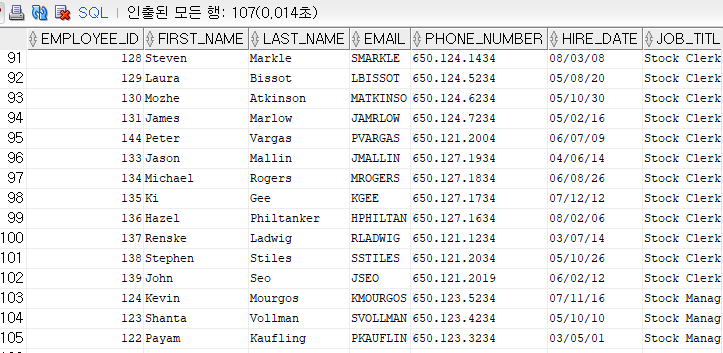 SQL | 인출된 모든 행: 107(0,014초)
EMPLOYEE_ID FIRST_NAME LAST_NAME EMAIL PHONE_NUMBER HIRE_DATE JOB_TITL
91 128 Steven Markle SMARKLE 650.124.1434 08/03/08 Stock Clerk
92 129 Laura Bissot LBISSOT 650.124.5234 05/08/20 Stock Clerk
93 130 Mozhe Atkinson MATKINSO 650.124.6234 05/10/30 Stock Clerk
94 131 James Marlow JAMRLOW 650.124.7234 05/02/16 Stock Clerk
95 144 Peter Vargas PVARGAS 650.121.2004 06/07/09 Stock Clerk
96 133 Jason Mallin JMALLIN 650.127.1934 04/06/14 Stock Clerk
97 134 Michael Rogers MROGERS 650.127.1834 06/08/26 Stock Clerk
98 135 Ki Gee KGEE 650.127.1734 07/12/12 Stock Clerk
99 136 Hazel Philtanker HPHILTAN 650.127.1634 08/02/06 Stock Clerk
100 137 Renske Ladwig RLADWIG 650.121.1234 03/07/14 Stock Clerk
101 138 Stephen Stiles SSTILES 650.121.2034 05/10/26 Stock Clerk
102 139 John Seo JSEO 650.121.2019 06/02/12 Stock Clerk
103 124 Kevin Mourgos KMOURGOS 650.123.5234 07/11/16 Stock Manag
104 123 Shanta Vollman SVOLLMAN 650.123.4234 05/10/10 Stock Manag
105 122 Payam Kaufling PKAUFLIN 650.123.3234 03/05/01 Stock Manag